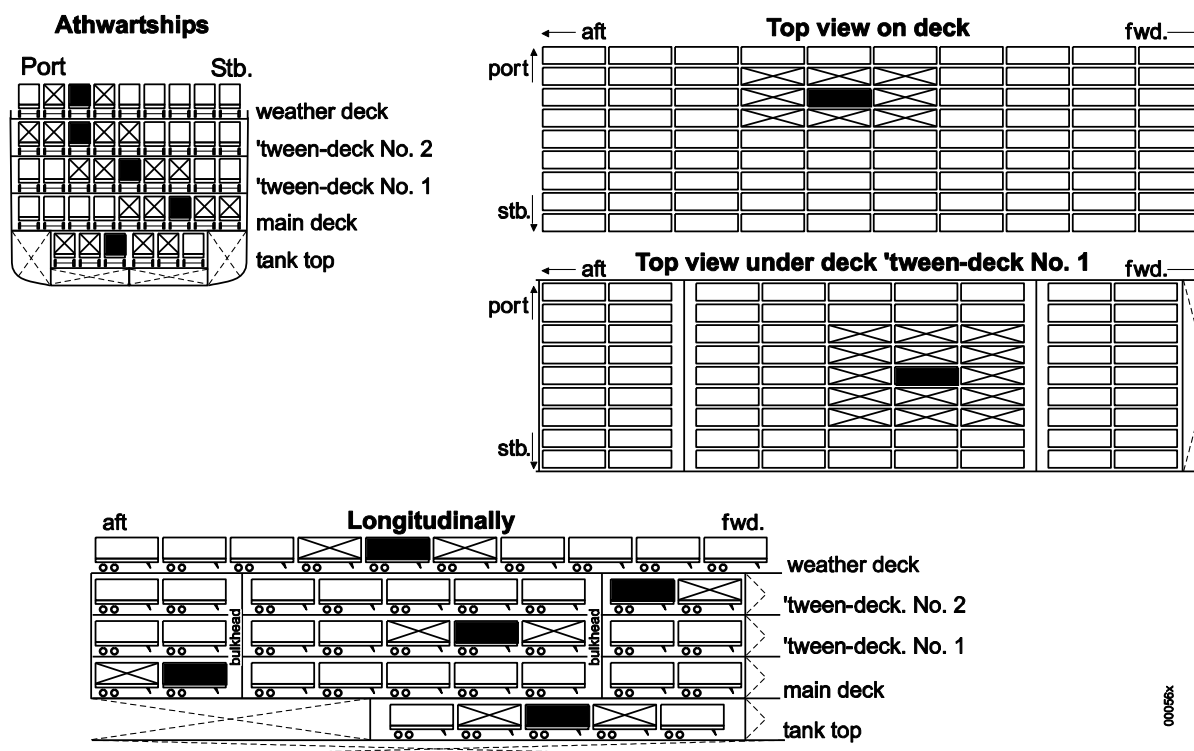 Athwartships
Port Stb.
weather deck
'tween-deck No. 2
'tween-deck No. 1
main deck
tank top
Top view on deck
aft fwd.
port
stb.
Top view under deck 'tween-deck No. 1
aft fwd.
port
stb.
Longitudinally
aft fwd.
weather deck
'tween-deck. No. 2
'tween-deck. No. 1
main deck
tank top
bulkhead
bulkhead
00056x